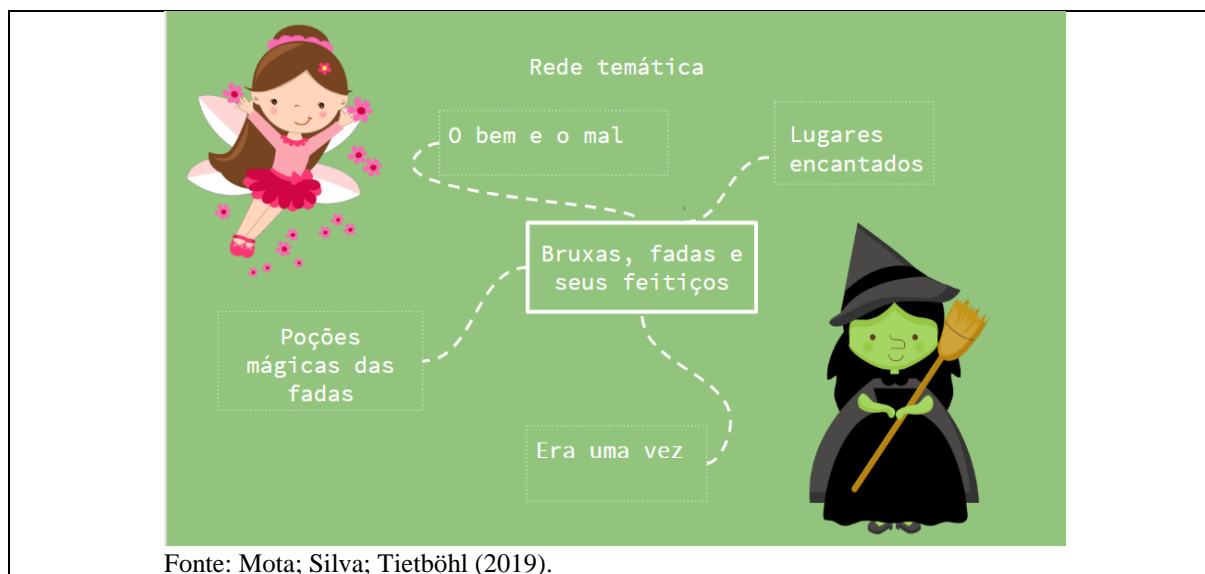 Rede temática
O bem e o mal
Lugares
encantados
Bruxas, fadas e
seus feitiços
Poções
mágicas das
fadas
Era uma vez
Fonte: Mota; Silva; Tietböhl (2019).